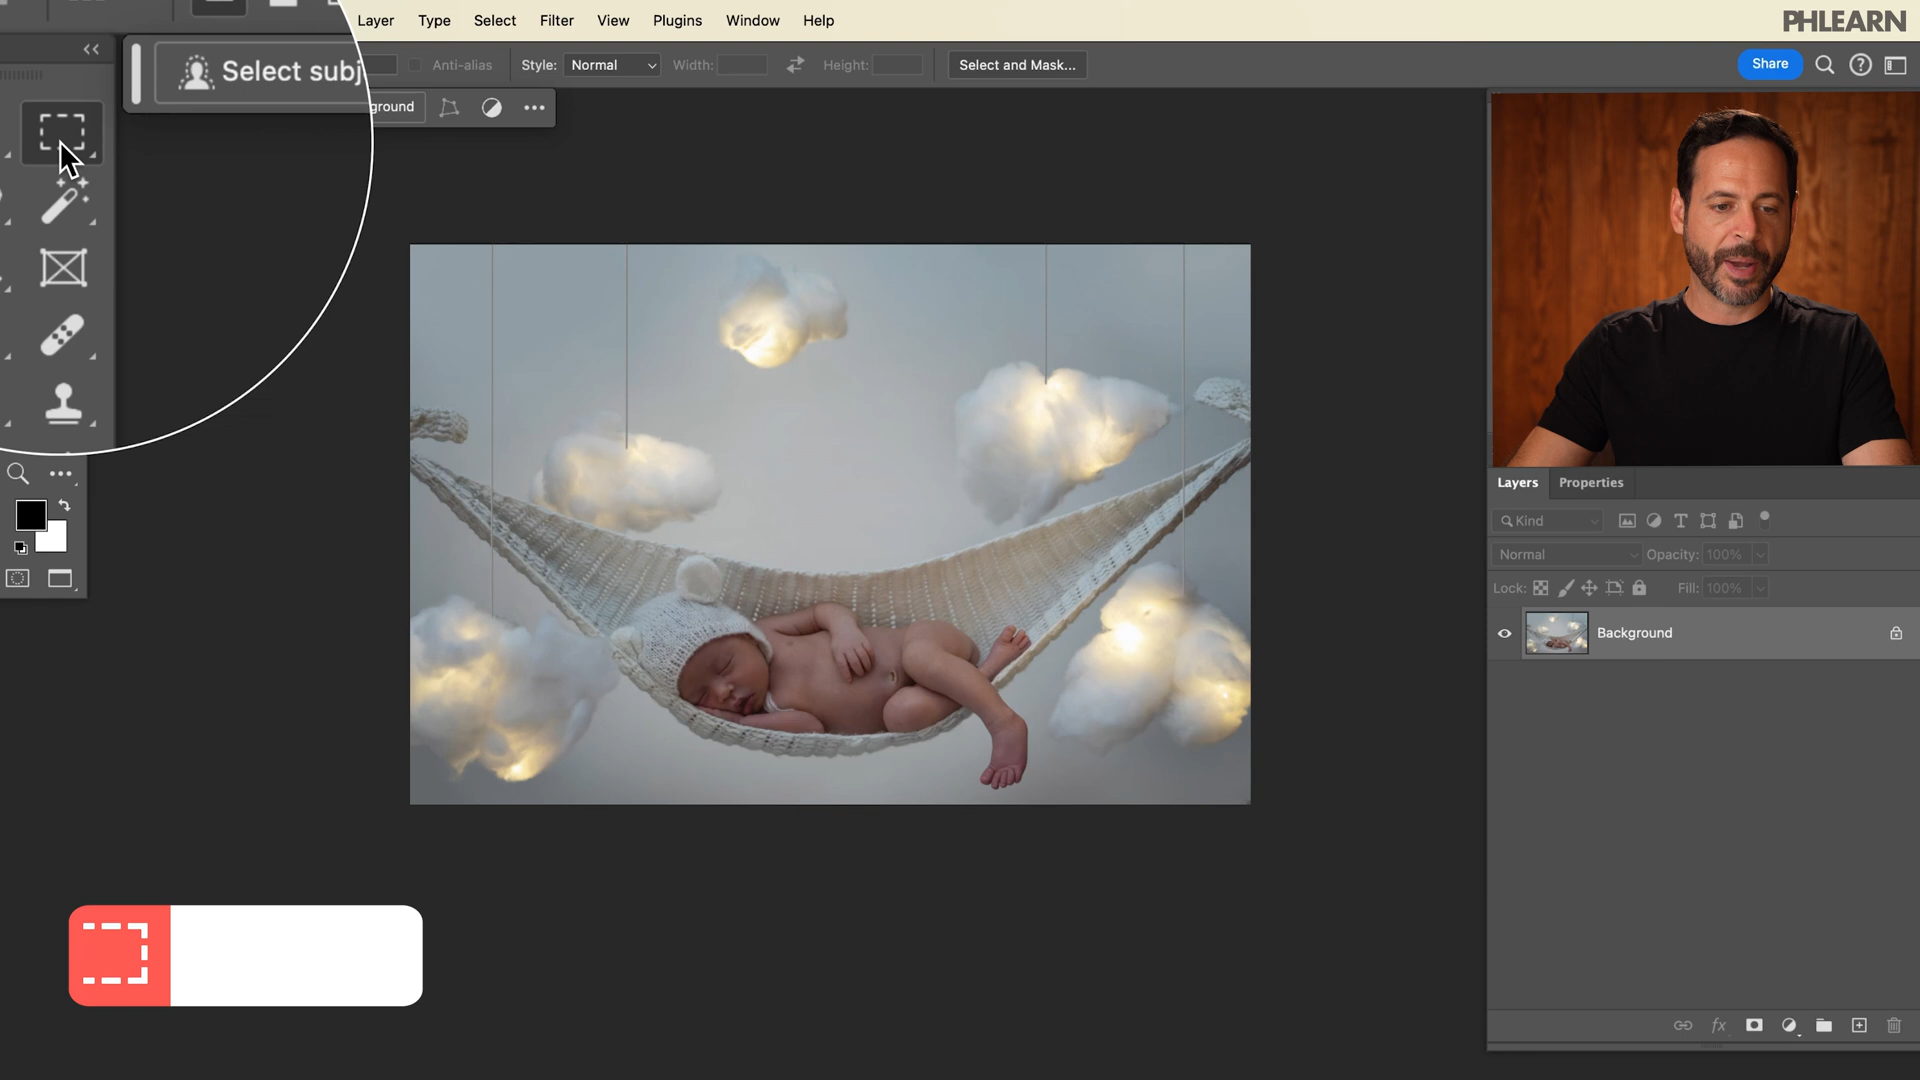 Layer Type Select Filter View Plugins Window Help
PHLEARN
Select subj
Anti-alias Style: Normal Width: Height: Select and Mask...
Share
ground
Layers Properties
Kind
Normal Opacity: 100%
Lock: Fill: 100%
Background
fx